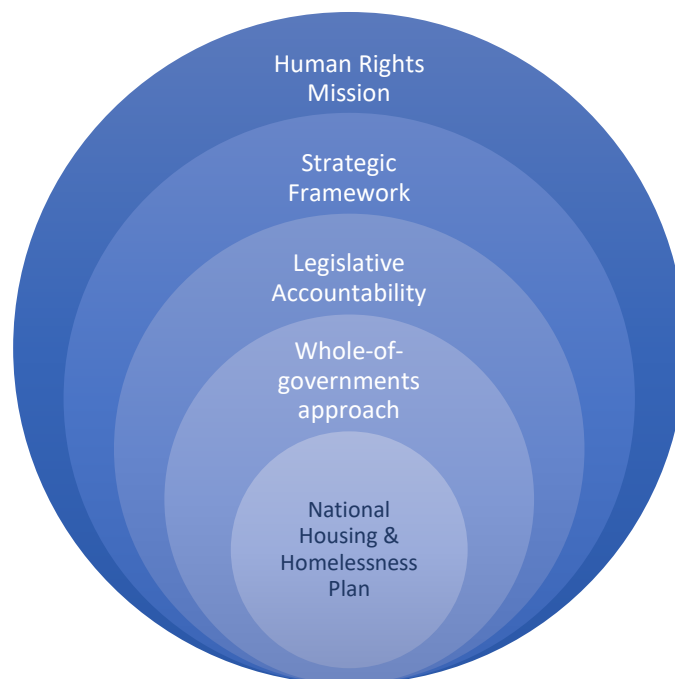 Human Rights
Mission
Strategic
Framework
Legislative
Accountability
Whole-of-
governments
approach
National
Housing &
Homelessness
Plan